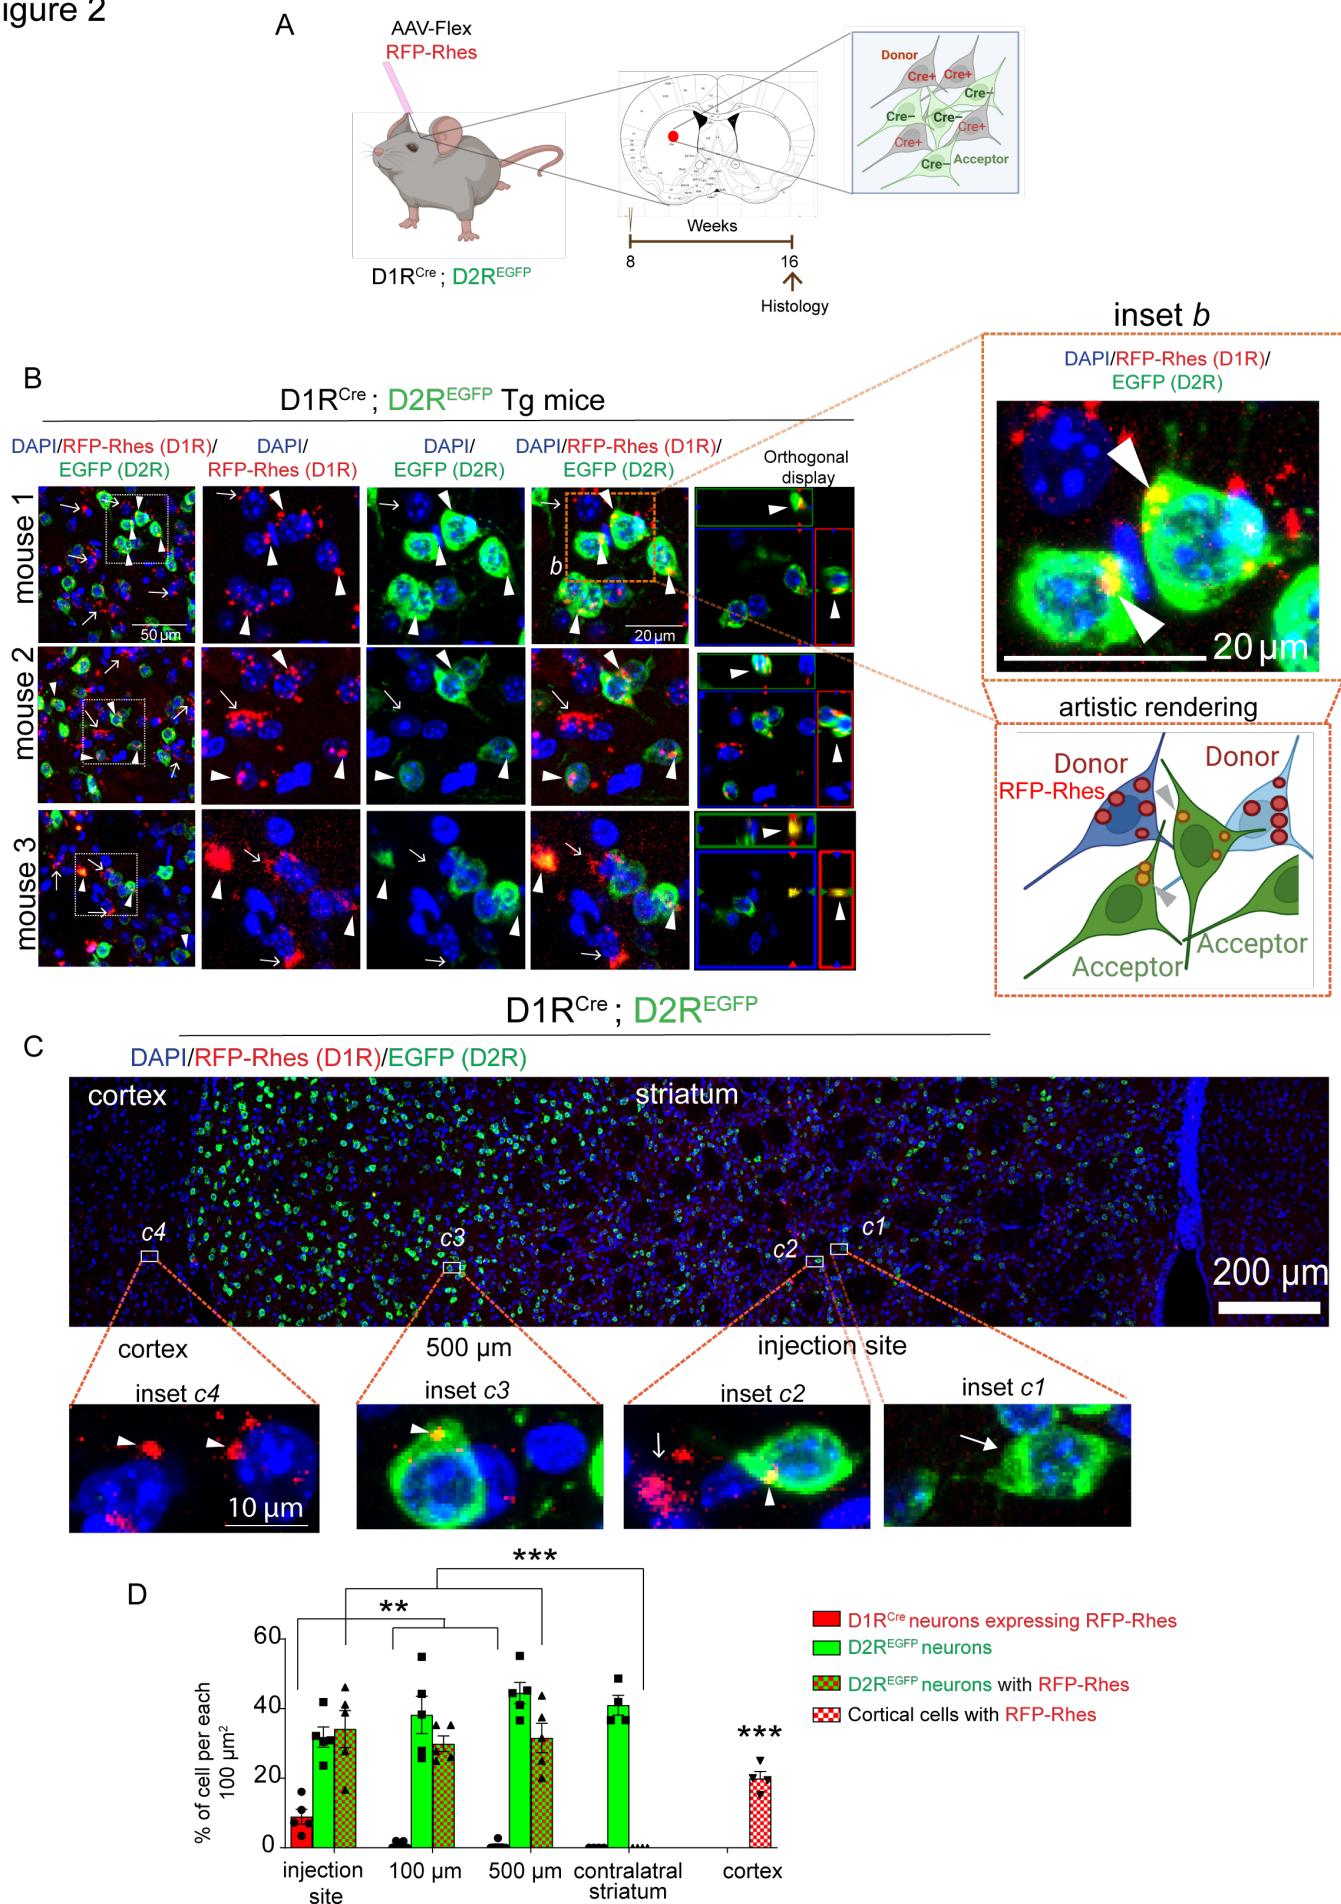 igure 2
A
AAV-Flex
RFP-Rhes
Donor
Cre+
Cre+
Cre–
Cre–
Cre–
Cre+
Cre+
Cre–
Acceptor
Weeks
8
16
Histology
D1RCre ; D2REGFP
inset b
DAPI/RFP-Rhes (D1R)/
EGFP (D2R)
20 µm
B
D1RCre ; D2REGFP Tg mice
DAPI/RFP-Rhes (D1R)/
EGFP (D2R)
DAPI/
RFP-Rhes (D1R)
DAPI/
EGFP (D2R)
DAPI/RFP-Rhes (D1R)/
EGFP (D2R)
Orthogonal
display
mouse 1
b
50 µm
20 µm
mouse 2
mouse 3
artistic rendering
Donor
Donor
RFP-Rhes
Acceptor
Acceptor
D1RCre ; D2REGFP
C
DAPI/RFP-Rhes (D1R)/EGFP (D2R)
cortex
striatum
c4
c3
c2
c1
200 µm
cortex
500 µm
injection site
inset c4
inset c3
inset c2
inset c1
10 µm
D
***
**
***
% of cell per each
100 µm2
60
40
20
0
injection
site
100 µm
500 µm
contralatral
striatum
cortex
D1RCre neurons expressing RFP-Rhes
D2REGFP neurons
D2REGFP neurons with RFP-Rhes
Cortical cells with RFP-Rhes